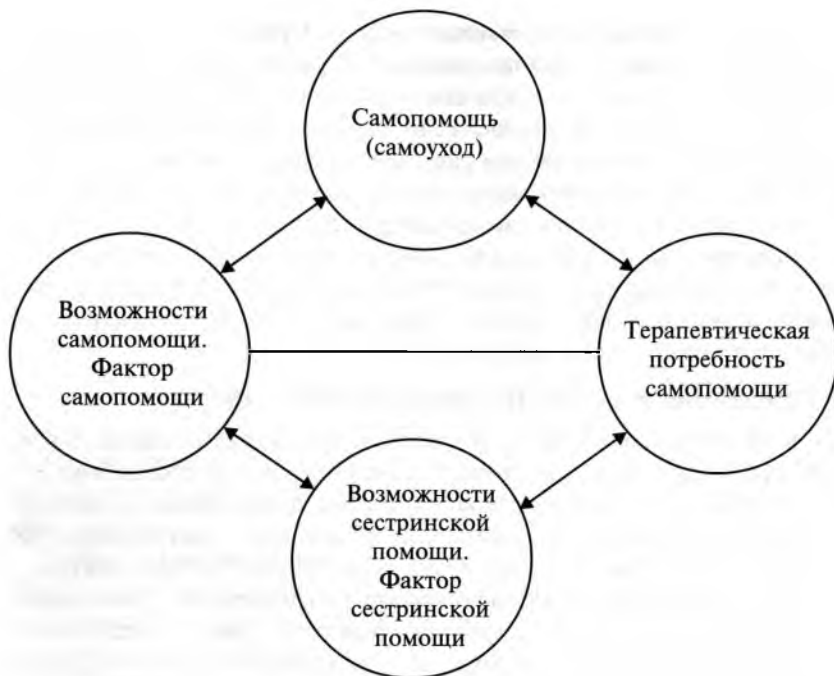 Самопомощь
(самоуход)
Возможности
самопомощи.
Фактор
самопомощи
Терапевтическая
потребность
самопомощи
Возможности
сестринской
помощи.
Фактор
сестринской
помощи